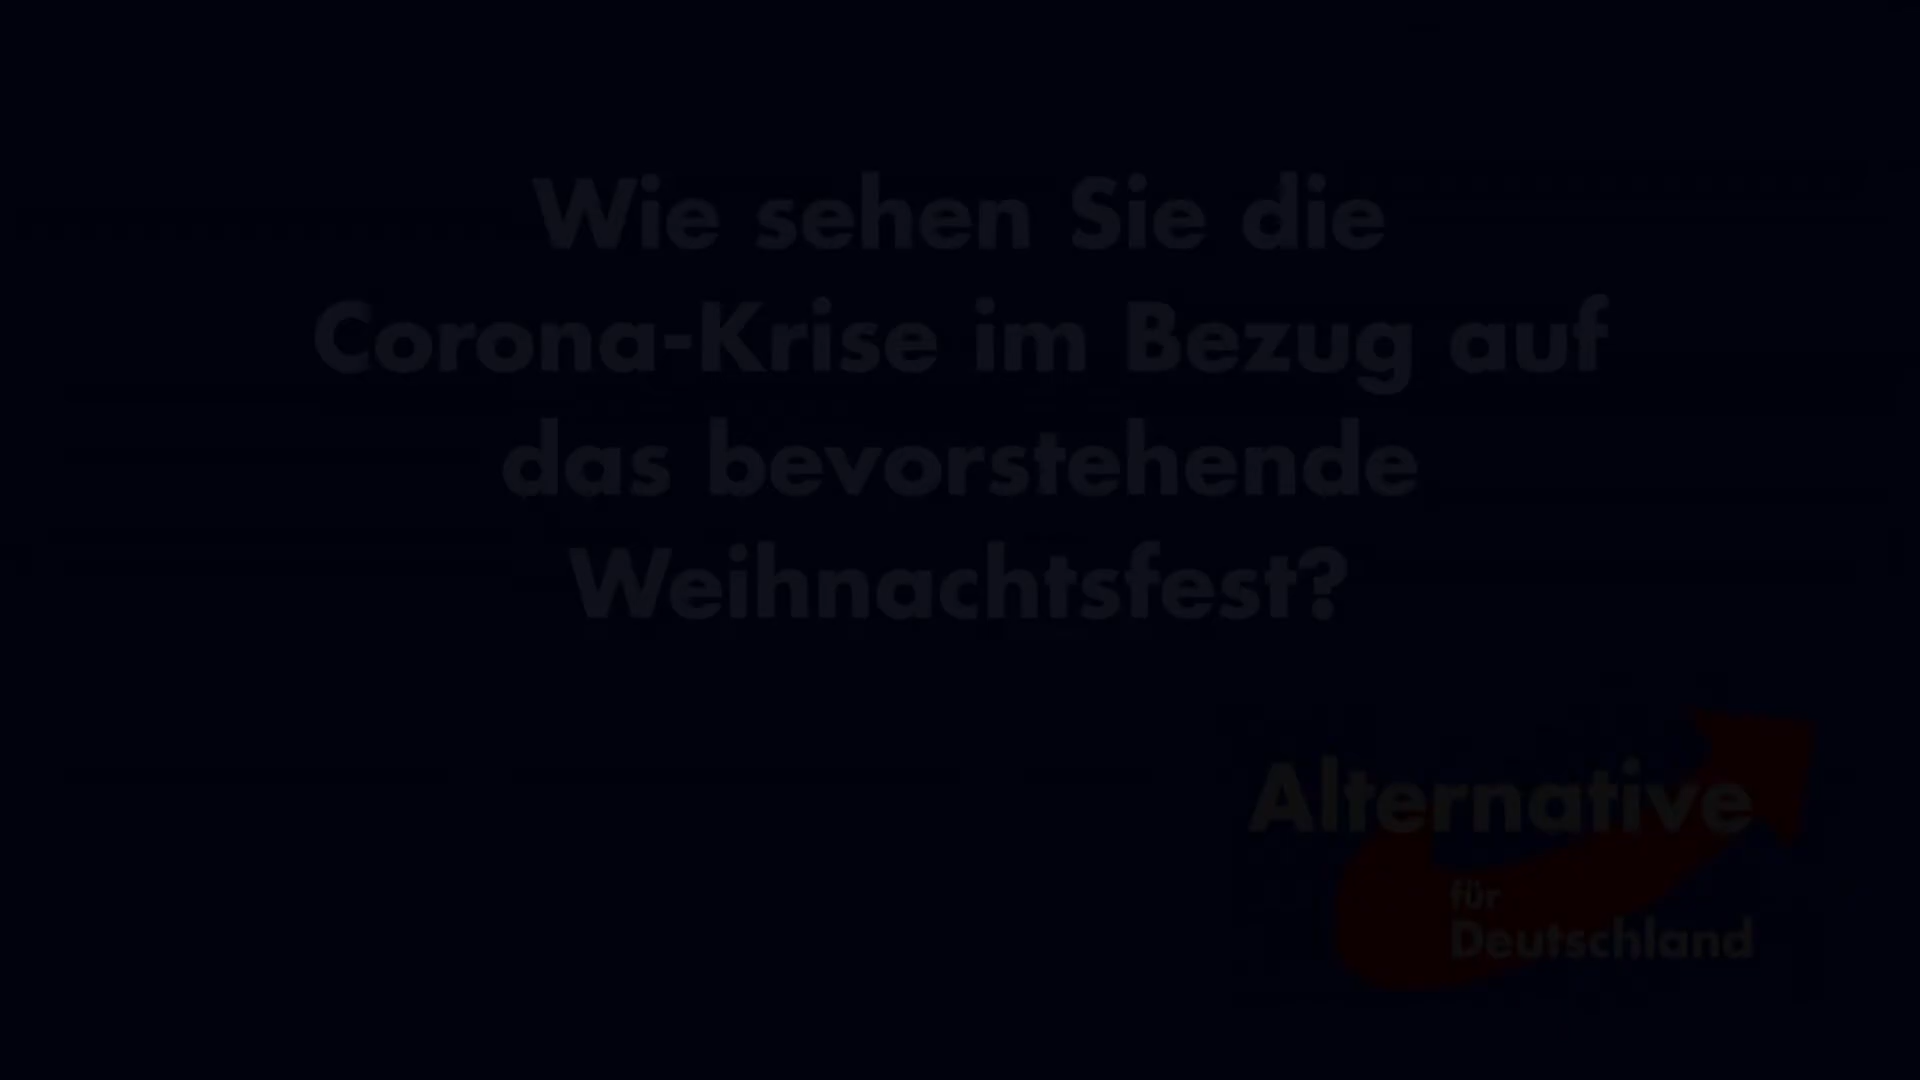 Wie sehen Sie die
Corona-Krise im Bezug auf
das bevorstehende
Weihnachtsfest?
Alternative
für
Deutschland